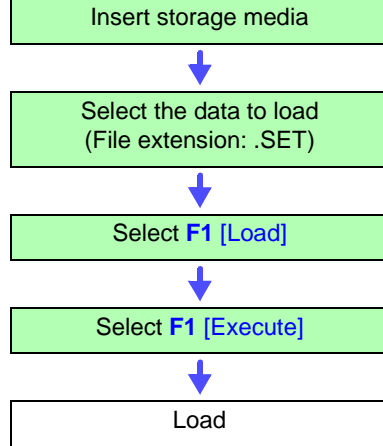 Insert storage media
Select the data to load
(File extension: .SET)
Select F1 [Load]
Select F1 [Execute]
Load